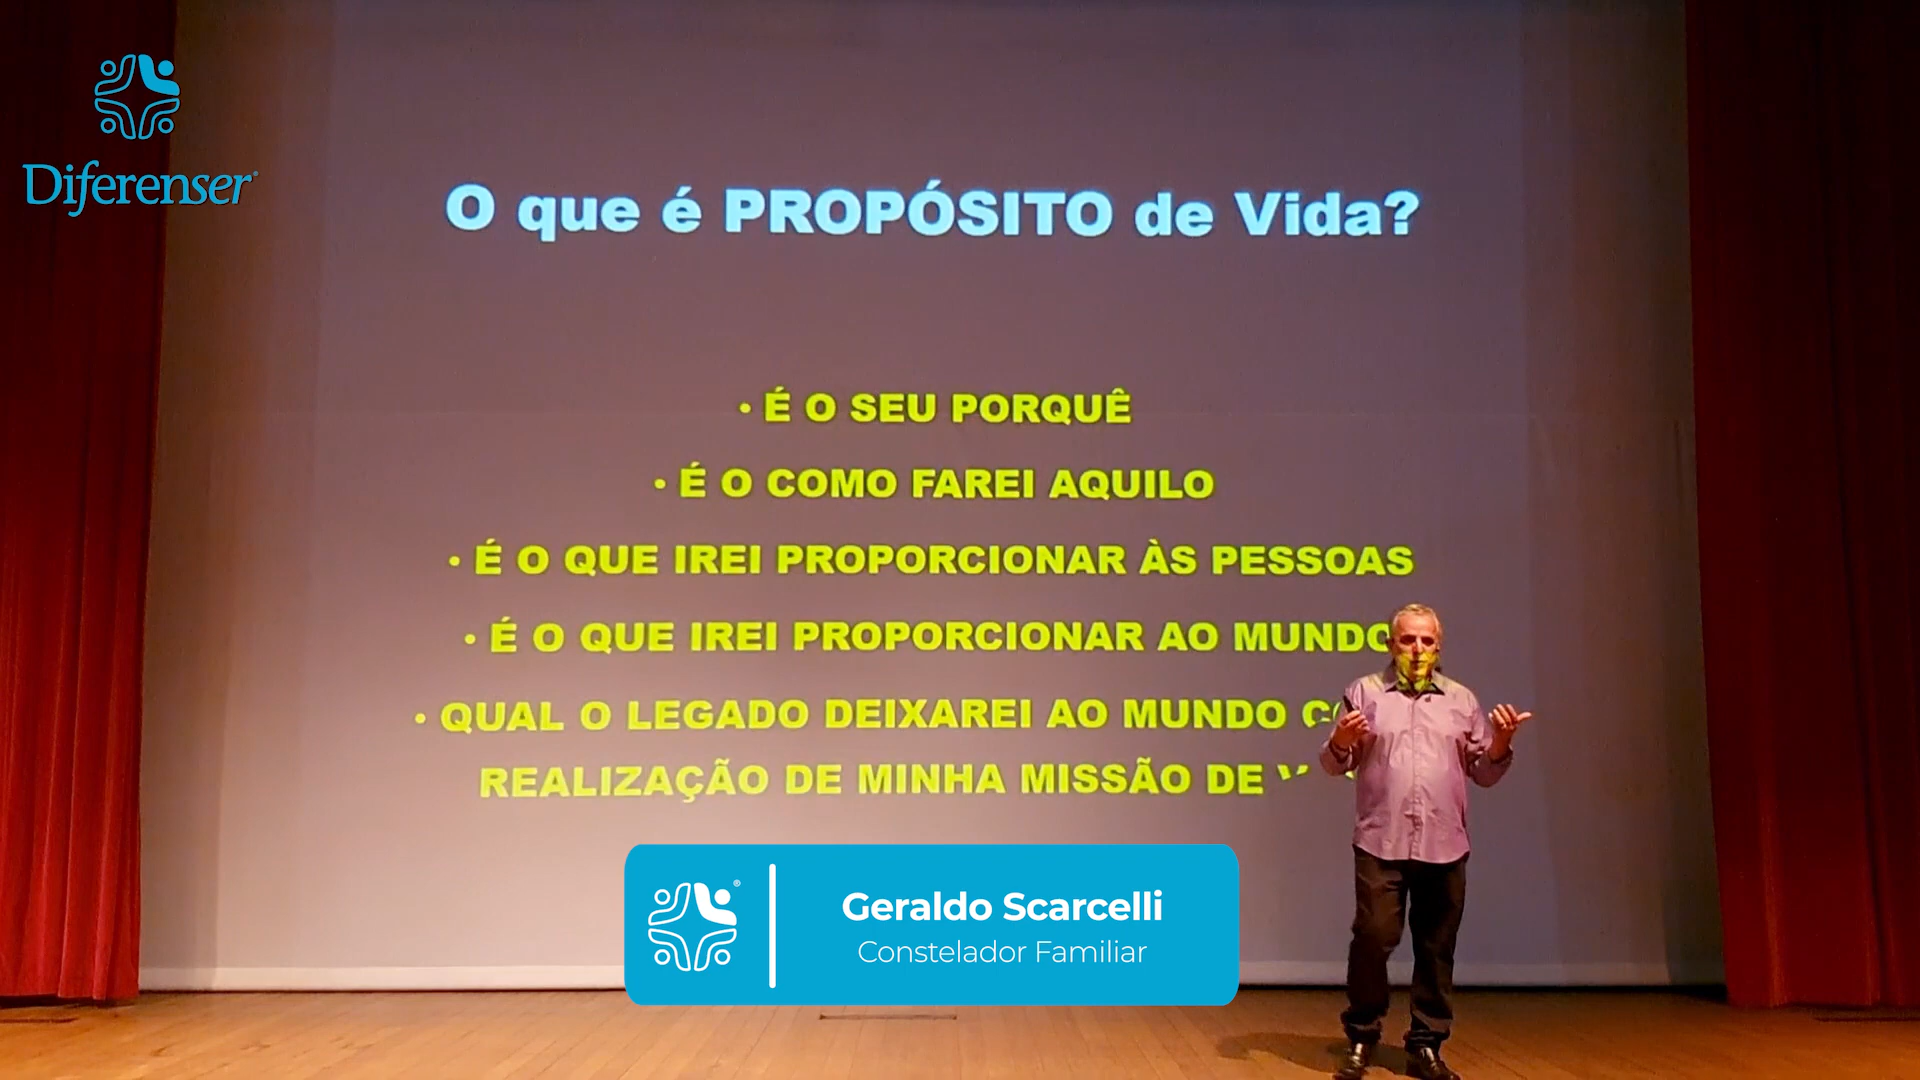 Diferenser
O que é PROPÓSITO de Vida?
• É O SEU PORQUÊ
• É O COMO FAREI AQUILO
• É O QUE IREI PROPORCIONAR ÀS PESSOAS
• É O QUE IREI PROPORCIONAR AO MUNDO
• QUAL O LEGADO DEIXAREI AO MUNDO
REALIZAÇÃO DE MINHA MISSÃO DE
Geraldo Scarcelli
Constelador Familiar